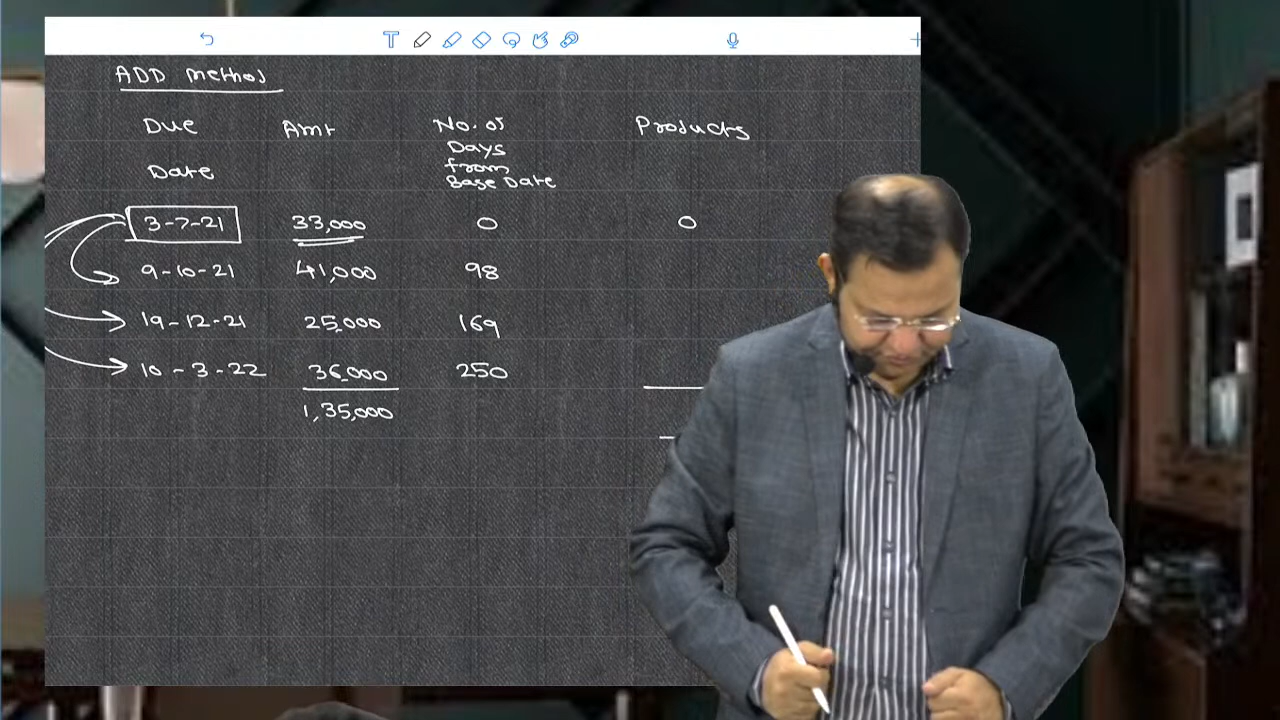 ADD Method
Due Amt No. of Products
Days
Date from
Base Date
3-7-21 33,000 0 0
9-10-21 41,000 98
19-12-21 25,000 169
10-3-22 36,000 250
1,35,000